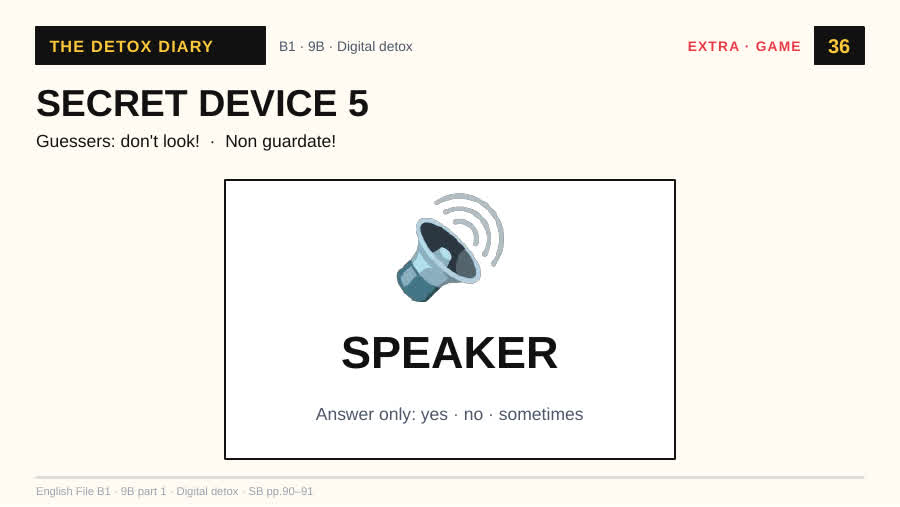 THE DETOX DIARY
B1 · 9B · Digital detox
EXTRA · GAME
36
SECRET DEVICE 5
Guessers: don't look! · Non guardate!
SPEAKER
Answer only: yes · no · sometimes
English File B1 · 9B part 1 · Digital detox · SB pp.90–91